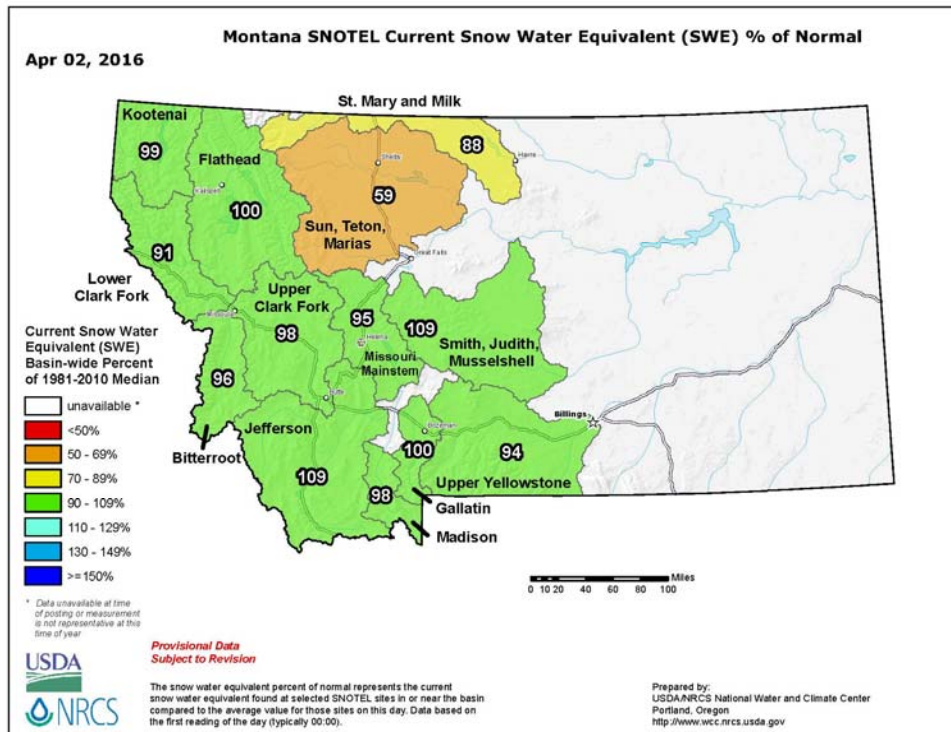 Montana SNOTEL Current Snow Water Equivalent (SWE) % of Normal
Apr 02, 2016
St. Mary and Milk
Kootenai
99
Flathead
Kalispell
100
Shelby
88
Havre
59
Sun, Teton,
Marias
Great Falls
91
Lower
Clark Fork
Missoula
Upper
Clark Fork
98
95
Helena
Missouri
Mainstem
109
Smith, Judith,
Musselshell
96
Bitterroot
Butte
Jefferson
109
Bozeman
100
98
Billings
94
Upper Yellowstone
Gallatin
Madison
Current Snow Water
Equivalent (SWE)
Basin-wide Percent
of 1981-2010 Median
unavailable *
<50%
50 - 69%
70 - 89%
90 - 109%
110 - 129%
130 - 149%
>=150%
* Data unavailable at time
of posting or measurement
is not representative at this
time of year
Miles
0 10 20 40 60 80 100
USDA
NRCS
Provisional Data
Subject to Revision
The snow water equivalent percent of normal represents the current
snow water equivalent found at selected SNOTEL sites in or near the basin
compared to the average value for those sites on this day. Data based on
the first reading of the day (typically 00:00).
Prepared by:
USDA/NRCS National Water and Climate Center
Portland, Oregon
http://www.wcc.nrcs.usda.gov